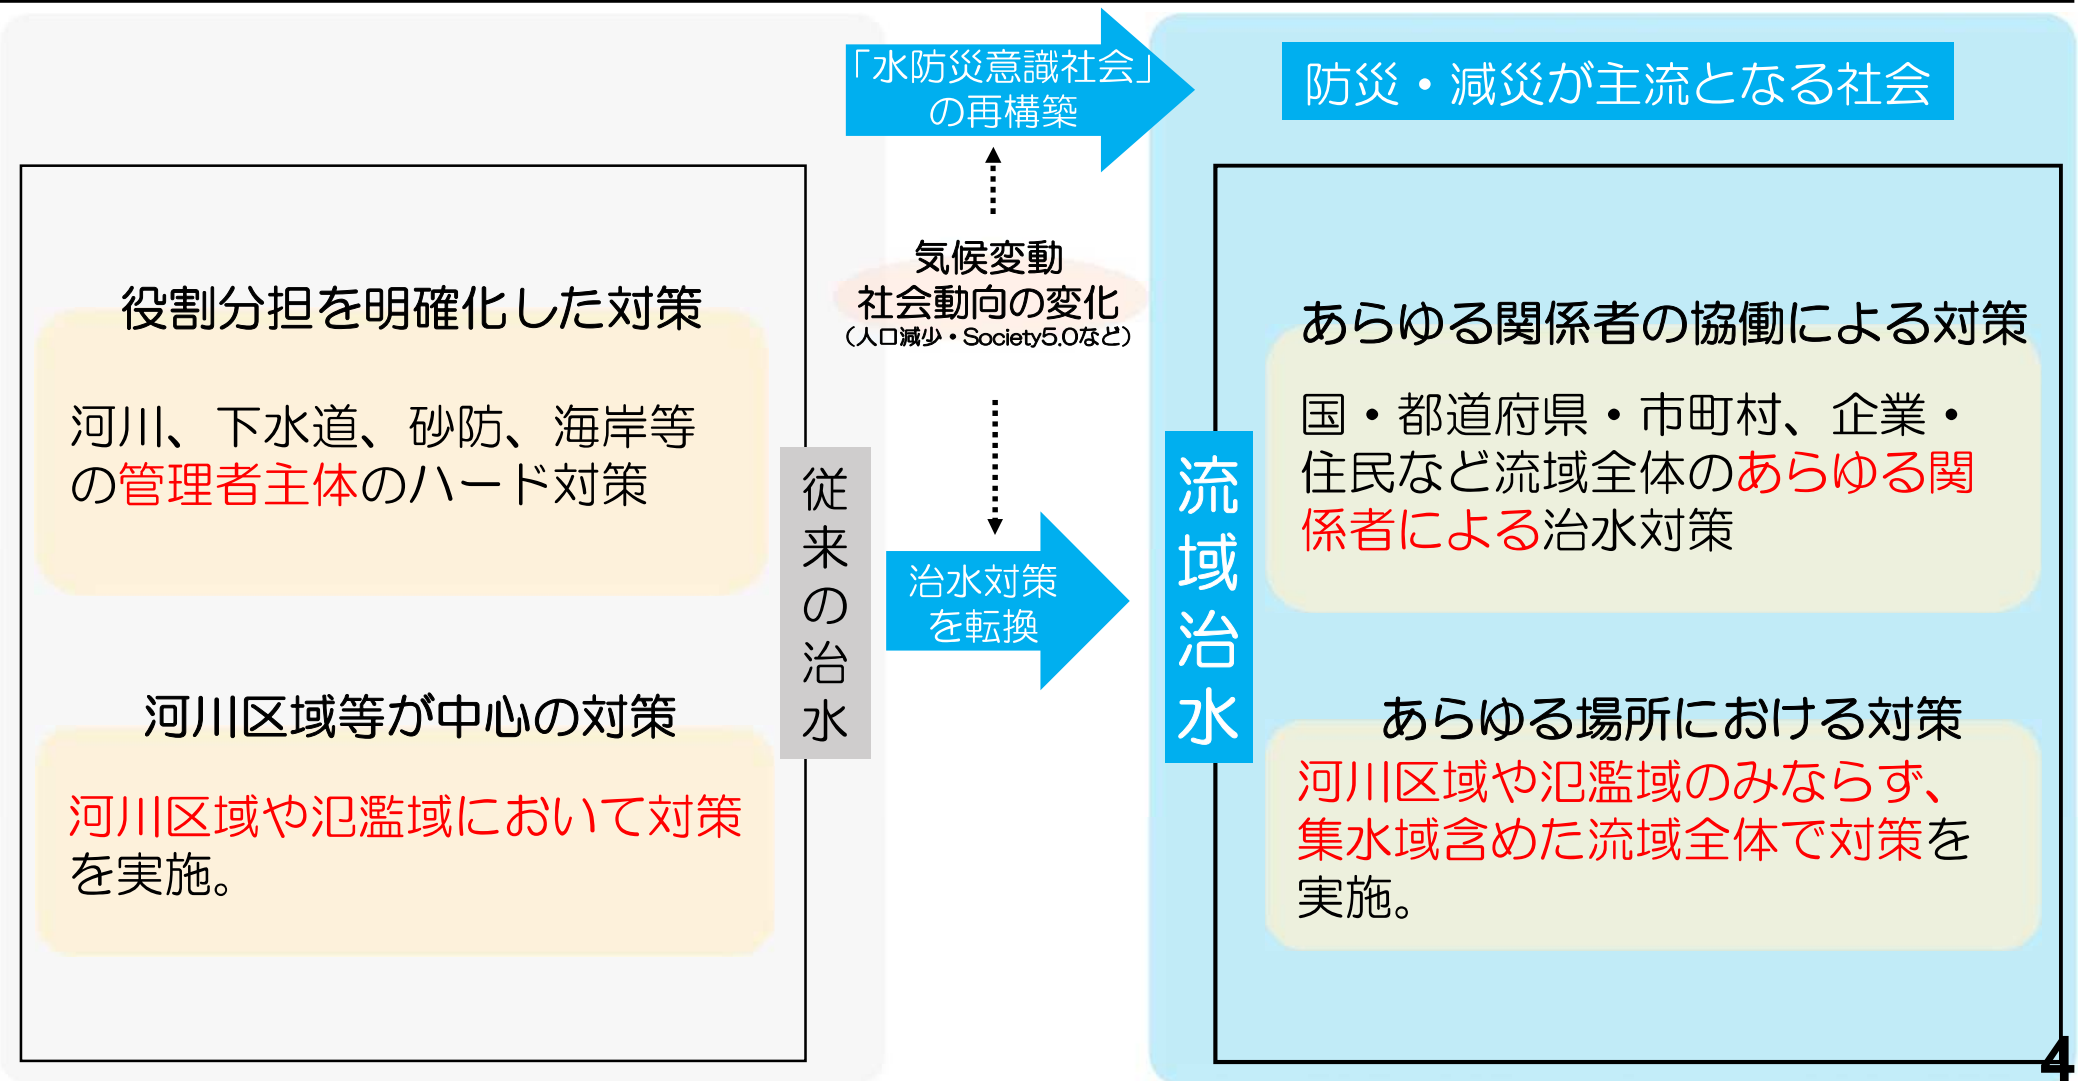 「水防災意識社会」
の再構築
防災・減災が主流となる社会
気候変動
社会動向の変化
（人口減少・Society5.0など）
役割分担を明確化した対策
河川、下水道、砂防、海岸等
の管理者主体のハード対策
河川区域等が中心の対策
河川区域や氾濫域において対策
を実施。
従来の治水
治水対策
を転換
流域治水
あらゆる関係者の協働による対策
国・都道府県・市町村、企業・
住民など流域全体のあらゆる関
係者による治水対策
あらゆる場所における対策
河川区域や氾濫域のみならず、
集水域含めた流域全体で対策を
実施。
4